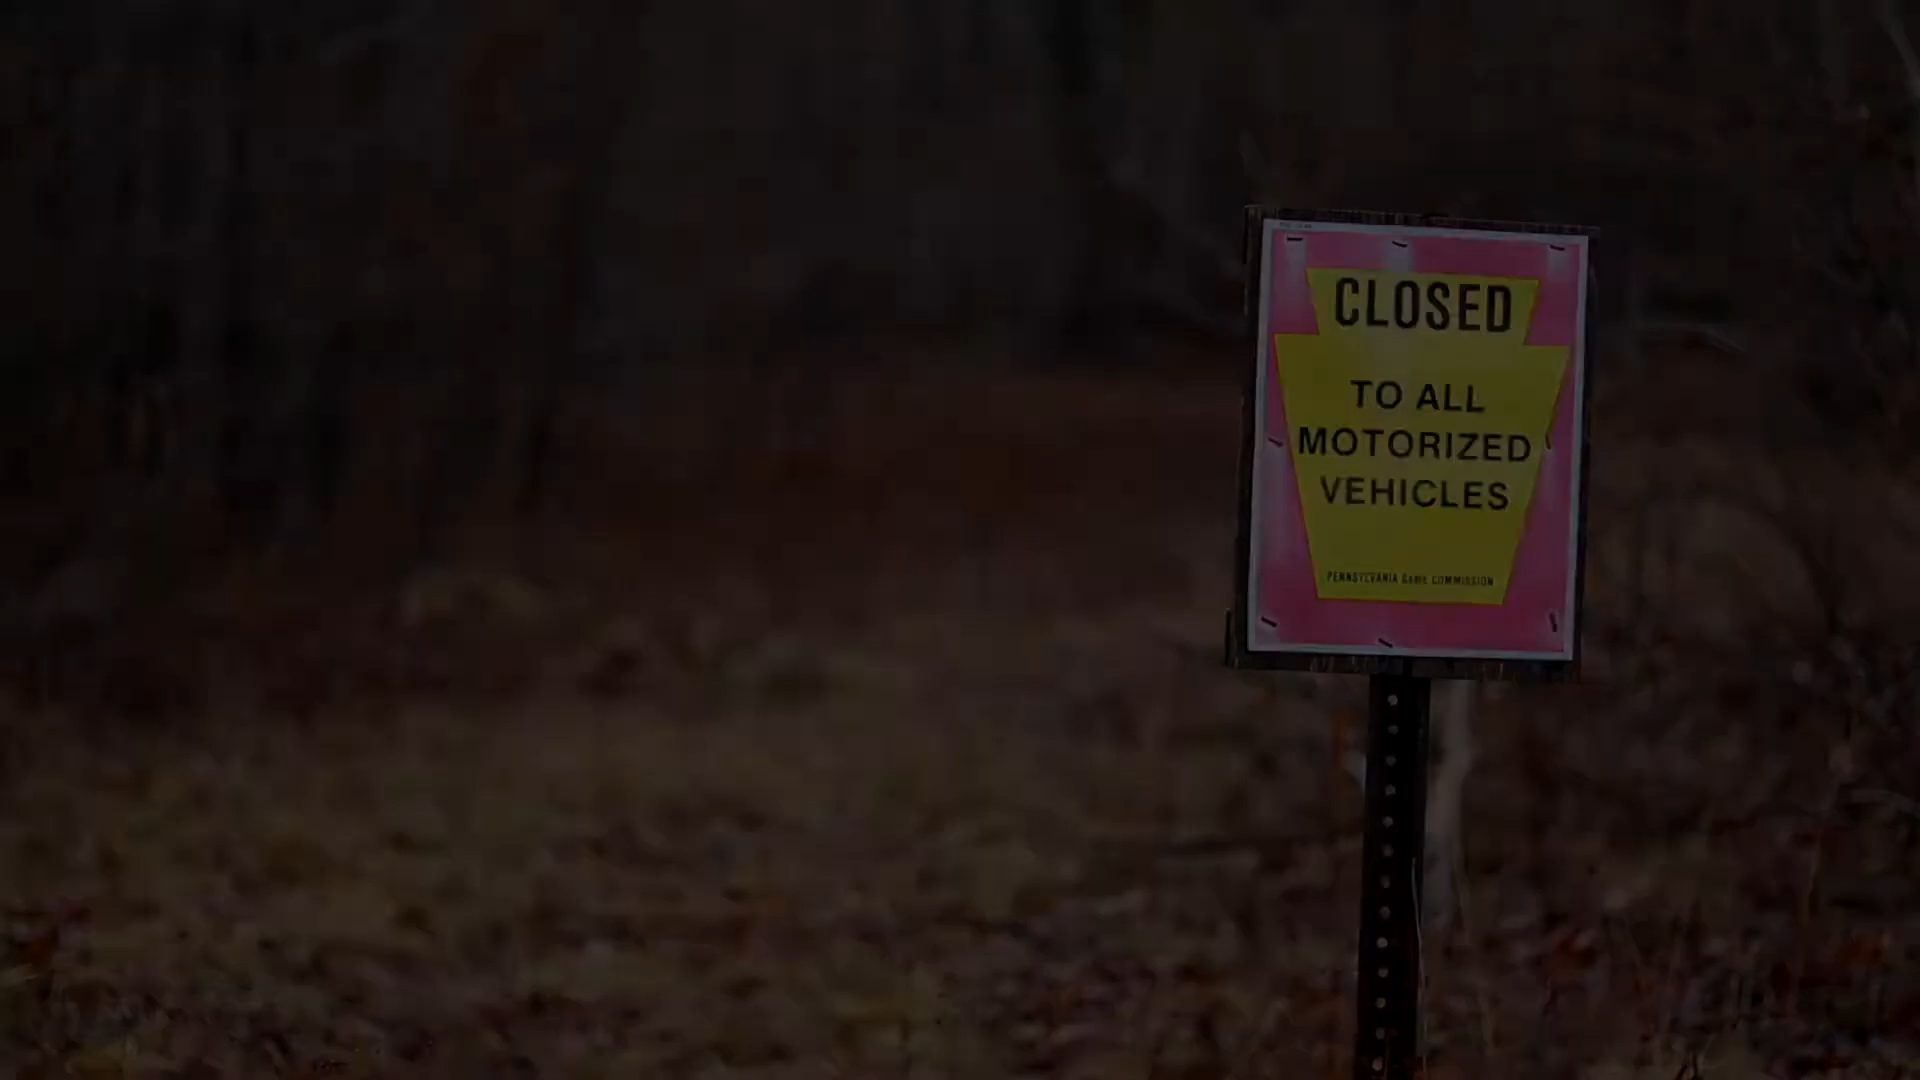 CLOSED
TO ALL
MOTORIZED
VEHICLES
PENNSYLVANIA Game COMMISSION